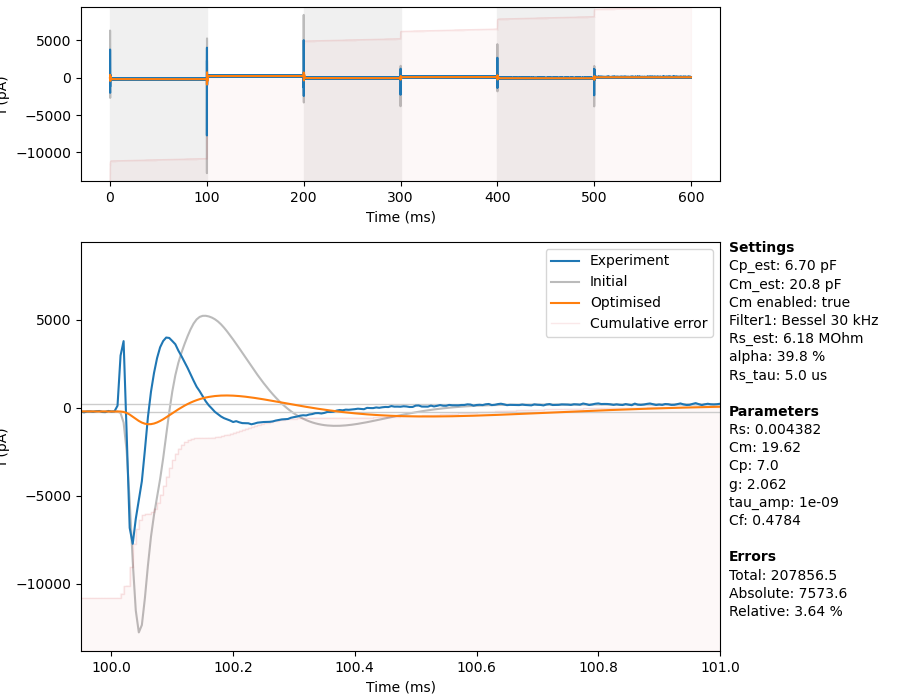 5000
0
−5000
−10000
I (pA)
0
100
200
300
400
500
600
Time (ms)
Experiment
Initial
Optimised
Cumulative error
5000
0
−5000
−10000
I (pA)
100.0
100.2
100.4
100.6
100.8
101.0
Time (ms)
Settings
Cp_est: 6.70 pF
Cm_est: 20.8 pF
Cm enabled: true
Filter1: Bessel 30 kHz
Rs_est: 6.18 MOhm
alpha: 39.8 %
Rs_tau: 5.0 us
Parameters
Rs: 0.004382
Cm: 19.62
Cp: 7.0
g: 2.062
tau_amp: 1e-09
Cf: 0.4784
Errors
Total: 207856.5
Absolute: 7573.6
Relative: 3.64 %